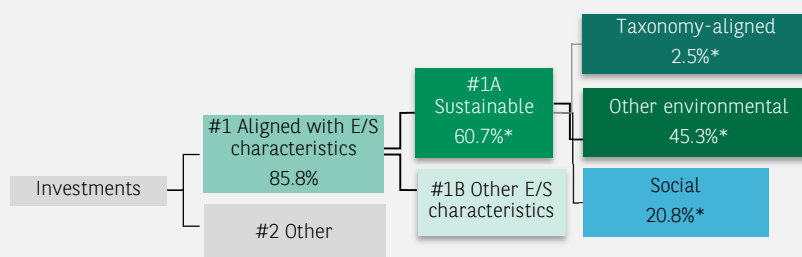 Investments
#1 Aligned with E/S
characteristics
85.8%
#2 Other
#1A
Sustainable
60.7%*
#1B Other E/S
characteristics
Taxonomy-aligned
2.5%*
Other environmental
45.3%*
Social
20.8%*